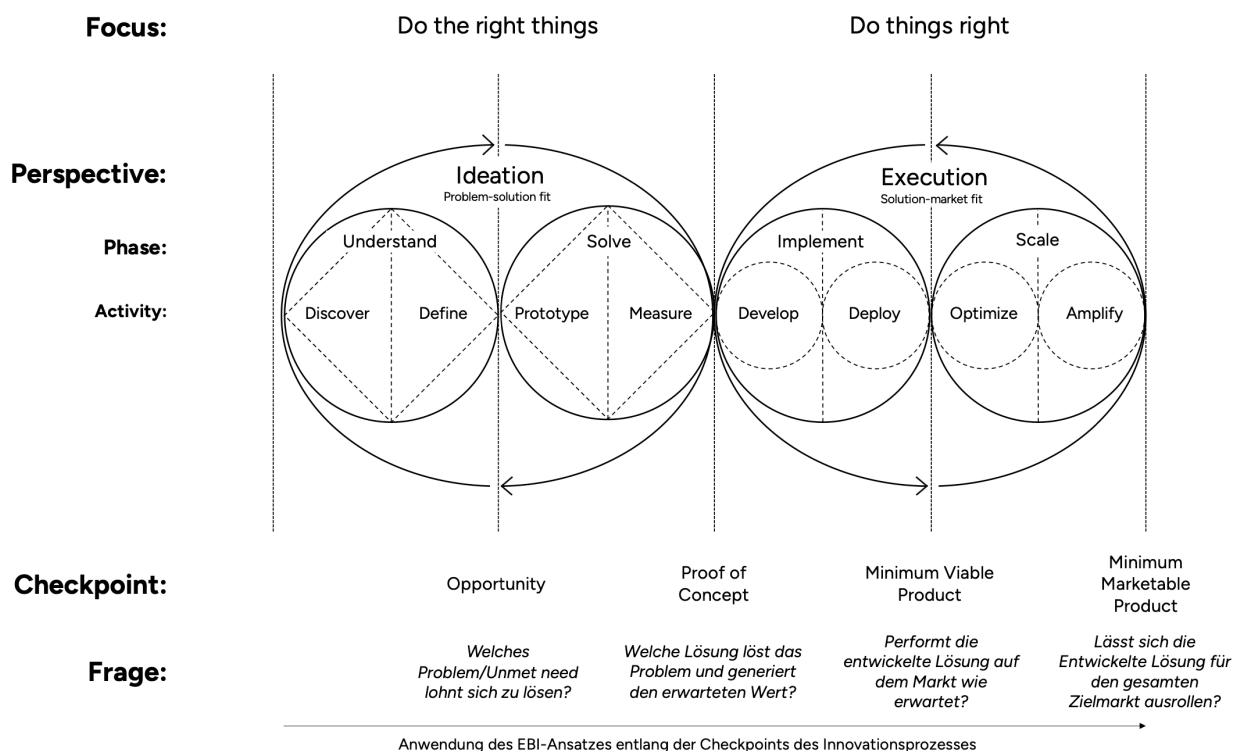 Focus:
Do the right things
Do things right
Perspective:
Ideation
Problem-solution fit
Execution
Solution-market fit
Phase:
Understand
Solve
Implement
Scale
Activity:
Discover
Define
Prototype
Measure
Develop
Deploy
Optimize
Amplify
Checkpoint:
Opportunity
Proof of
Concept
Minimum Viable
Product
Minimum
Marketable
Product
Frage:
Welches
Problem/Unmet need
lohnt sich zu lösen?
Welche Lösung löst das
Problem und generiert
den erwarteten Wert?
Performt die
entwickelte Lösung auf
dem Markt wie
erwartet?
Lässt sich die
Entwickelte Lösung für
den gesamten
Zielmarkt ausrollen?
Anwendung des EBI-Ansatzes entlang der Checkpoints des Innovationsprozesses